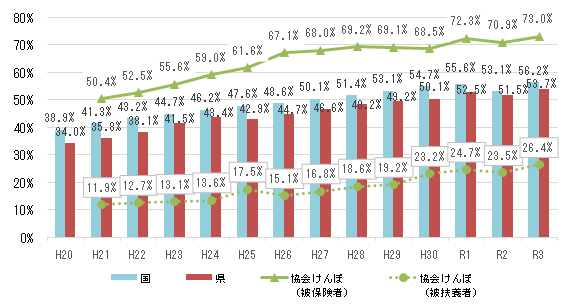 80%
70%
60%
50%
40%
30%
20%
10%
0%
67.1% 68.0% 69.2% 69.1% 68.5% 72.3% 70.9% 73.0%
50.4% 52.5% 55.6% 59.0% 61.6%
38.9% 41.3% 43.2% 44.7% 46.2% 47.6% 48.6% 50.1% 51.4% 53.1% 54.7% 55.6% 53.1% 56.2%
34.0% 35.8% 38.1% 41.5% 43.4% 42.9% 44.7% 46.6% 48.2% 49.2% 50.1% 52.5% 51.5% 53.7%
11.9% 12.7% 13.1% 13.6% 17.5% 15.1% 16.8% 18.6% 19.2% 23.2% 24.7% 23.5% 26.4%
H20 H21 H22 H23 H24 H25 H26 H27 H28 H29 H30 R1 R2 R3
国 県 協会けんぽ 協会けんぽ
(被保険者) (被扶養者)